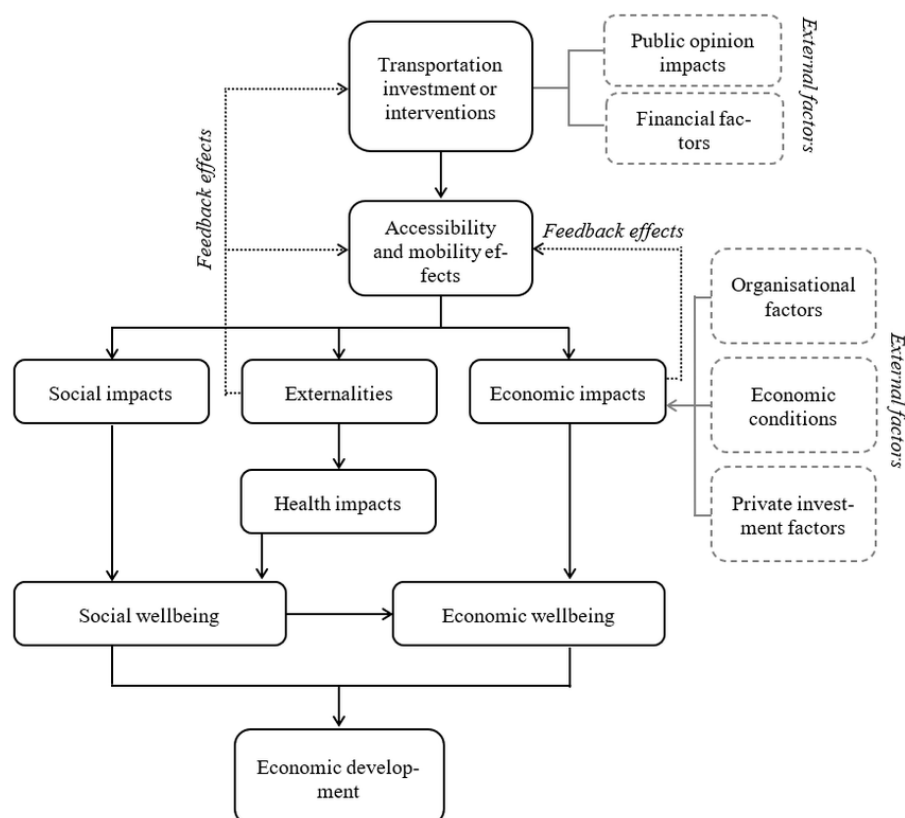 Transportation
investment or
interventions
Public opinion
impacts
Financial fac-
tors
External factors
Feedback effects
Accessibility
and mobility ef-
fects
Feedback effects
Organisational
factors
Economic
conditions
Private invest-
ment factors
External factors
Social impacts
Externalities
Economic impacts
Health impacts
Social wellbeing
Economic wellbeing
Economic develop-
ment